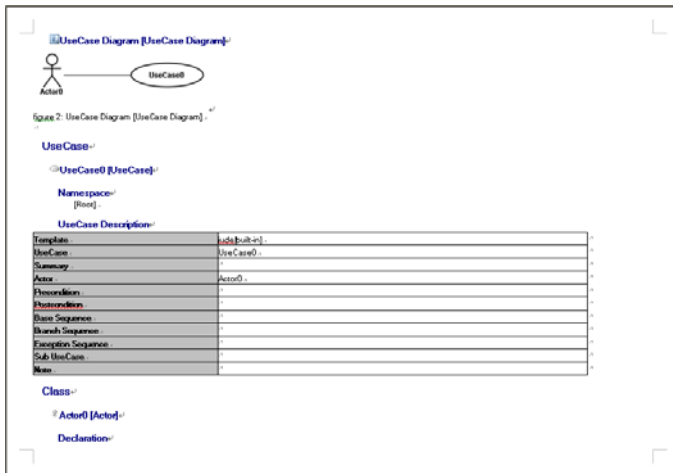 UseCase Diagram [UseCase Diagram]
UseCase0
Actor0
figure 2: UseCase Diagram [UseCase Diagram]
UseCase
UseCase0 [UseCase]
Namespace
[Root]
UseCase Description
Template jude[built-in]
UseCase UseCase0
Summary
Actor Actor0
Precondition
Postcondition
Base Sequence
Branch Sequence
Exception Sequence
Sub UseCase
Note
Class
Actor0 [Actor]
Declaration